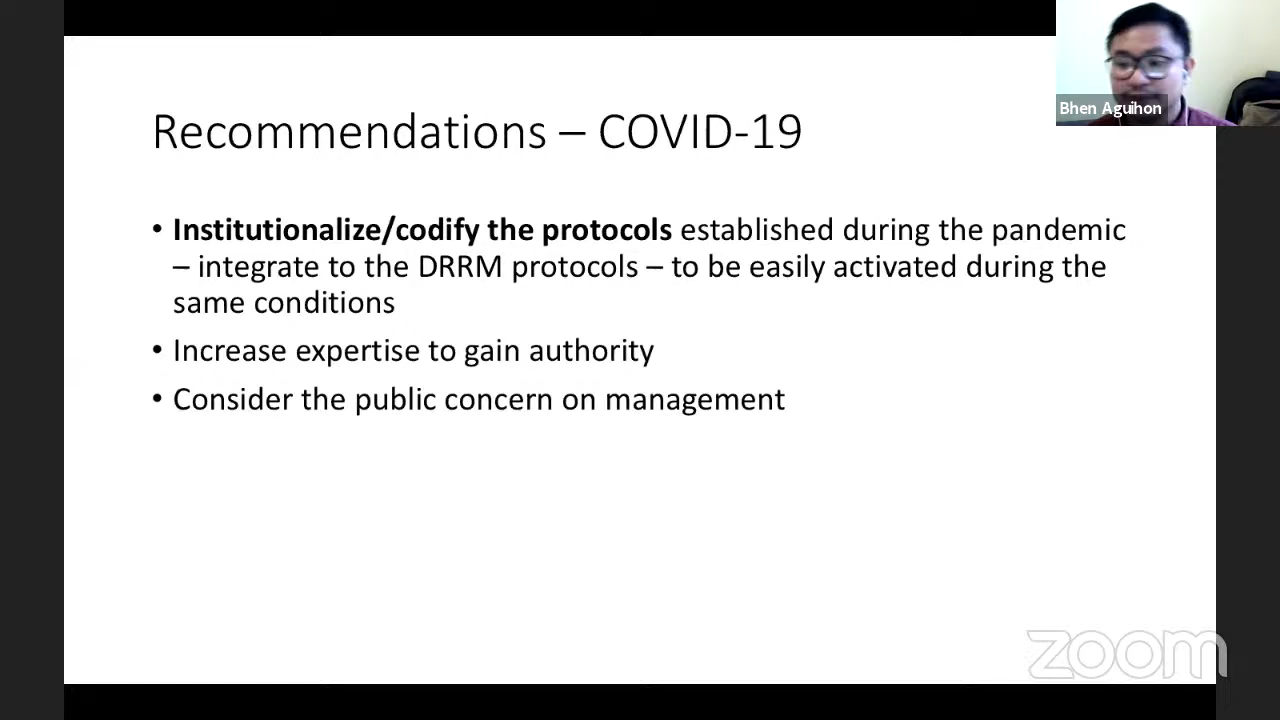 Bhen Aguihon
Recommendations – COVID-19
• Institutionalize/codify the protocols established during the pandemic
– integrate to the DRRM protocols – to be easily activated during the
same conditions
• Increase expertise to gain authority
• Consider the public concern on management
zoom